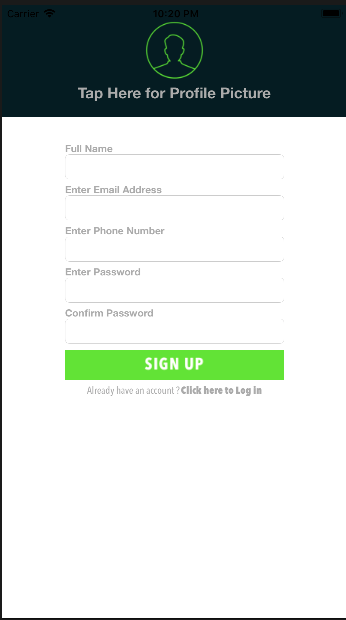 Carrier 10:20 PM
Tap Here for Profile Picture
Full Name
Enter Email Address
Enter Phone Number
Enter Password
Confirm Password
SIGN UP
Already have an account ? Click here to Log in